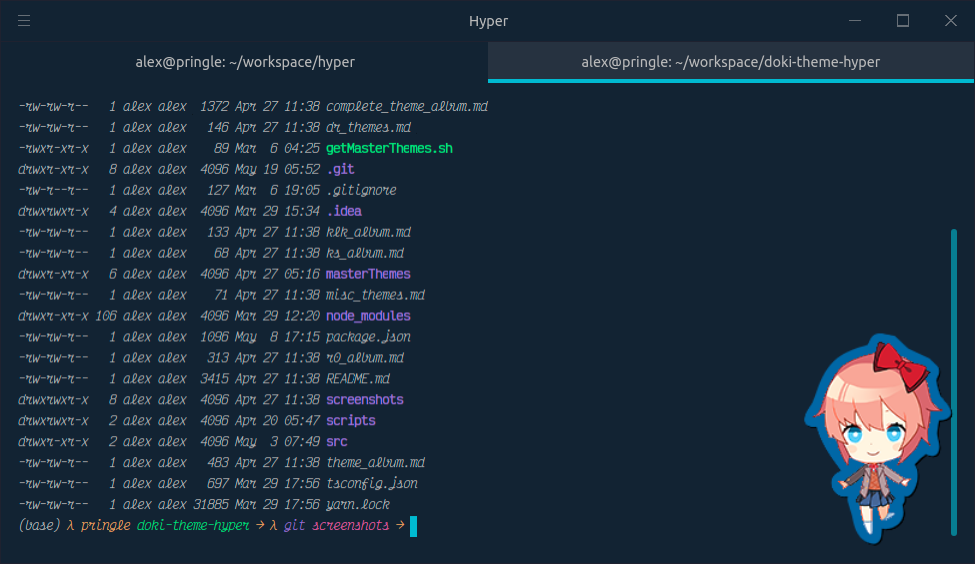 Hyper
alex@pringle: ~/workspace/hyper
alex@pringle: ~/workspace/doki-theme-hyper
-rw-rw-r-- 1 alex alex 1372 Apr 27 11:38 complete_theme_album.md
-rw-rw-r-- 1 alex alex 146 Apr 27 11:38 dr_themes.md
-rwxr-xr-x 1 alex alex 89 Mar 6 04:25 getMasterThemes.sh
drwxr-xr-x 8 alex alex 4096 May 19 05:52 .git
-rw-r--r-- 1 alex alex 127 Mar 6 19:05 .gitignore
drwxrwxr-x 4 alex alex 4096 Mar 29 15:34 .idea
-rw-rw-r-- 1 alex alex 133 Apr 27 11:38 klk_album.md
-rw-rw-r-- 1 alex alex 68 Apr 27 11:38 ks_album.md
drwxr-xr-x 6 alex alex 4096 Apr 27 05:16 masterThemes
-rw-rw-r-- 1 alex alex 71 Apr 27 11:38 misc_themes.md
drwxr-xr-x 106 alex alex 4096 Mar 29 12:20 node_modules
-rw-rw-r-- 1 alex alex 1096 May 8 17:15 package.json
-rw-rw-r-- 1 alex alex 313 Apr 27 11:38 r0_album.md
-rw-rw-r-- 1 alex alex 3415 Apr 27 11:38 README.md
drwxrwxr-x 8 alex alex 4096 Apr 27 11:38 screenshots
drwxrwxr-x 2 alex alex 4096 Apr 20 05:47 scripts
drwxr-xr-x 2 alex alex 4096 May 3 07:49 src
-rw-rw-r-- 1 alex alex 483 Apr 27 11:38 theme_album.md
-rw-rw-r-- 1 alex alex 697 Mar 29 17:56 tsconfig.json
-rw-rw-r-- 1 alex alex 31885 Mar 29 17:56 yarn.lock
(base) λ pringle doki-theme-hyper → λ git screenshots →